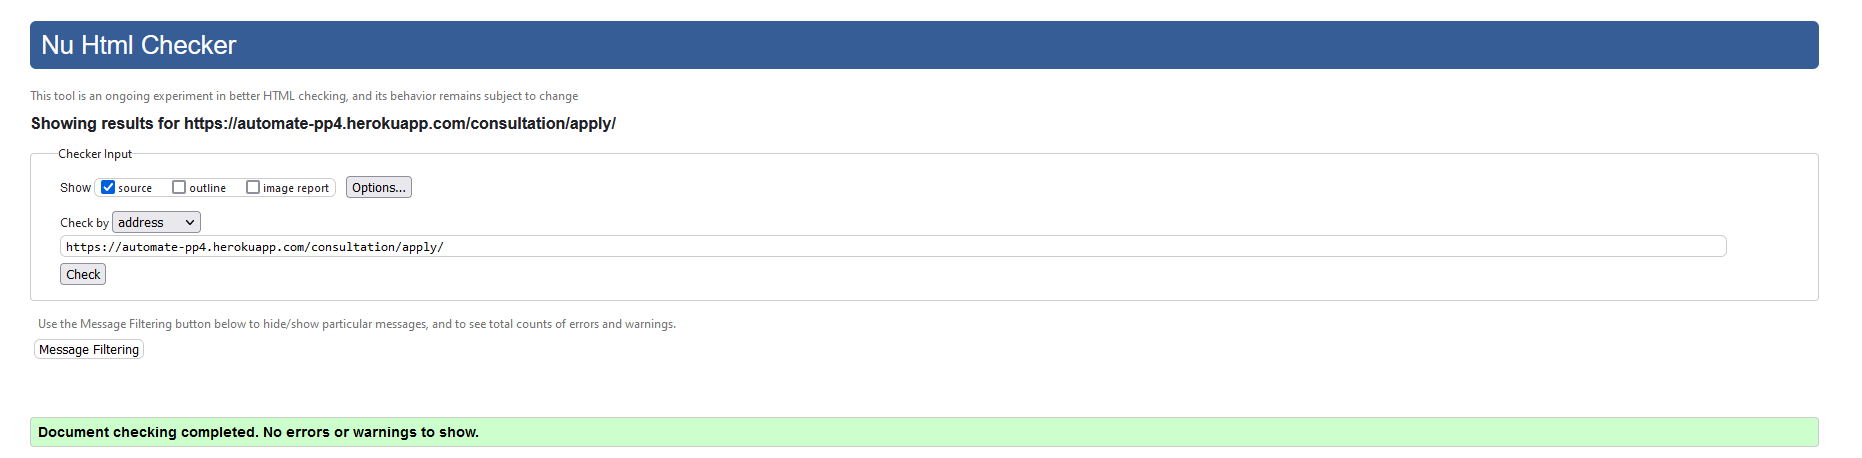 Nu Html Checker
This tool is an ongoing experiment in better HTML checking, and its behavior remains subject to change
Showing results for https://automate-pp4.herokuapp.com/consultation/apply/
Checker Input
Show source outline image report Options...
Check by address
https://automate-pp4.herokuapp.com/consultation/apply/
Check
Use the Message Filtering button below to hide/show particular messages, and to see total counts of errors and warnings.
Message Filtering
Document checking completed. No errors or warnings to show.